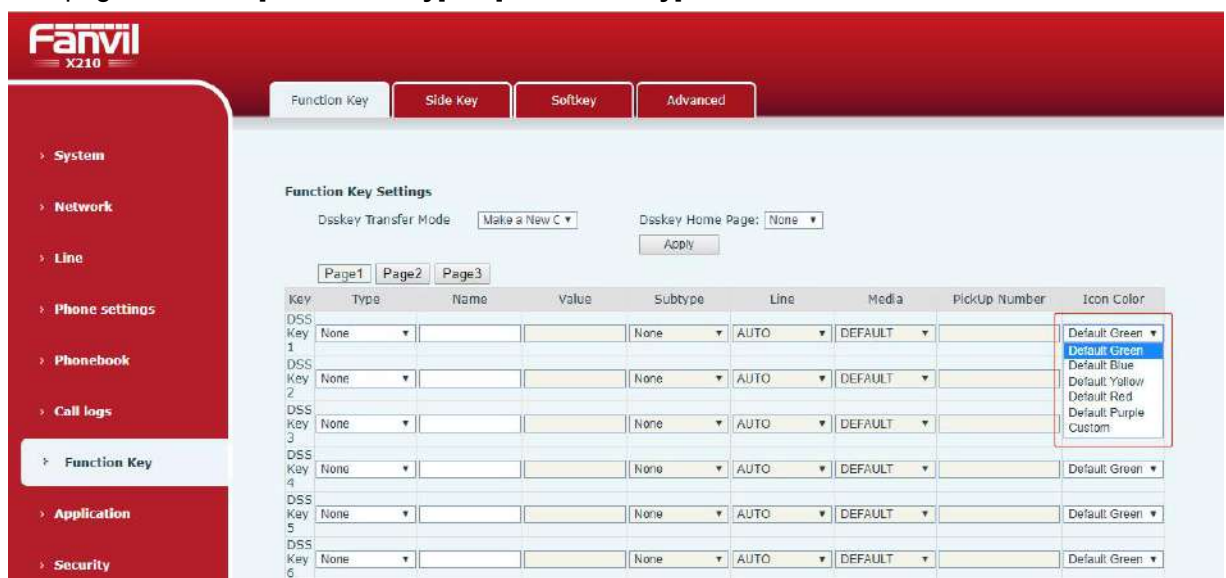 Fanvil
X210
Function Key Side Key Softkey Advanced
› System
› Network
› Line
› Phone settings
› Phonebook
› Call logs
› Function Key
› Application
› Security
Function Key Settings
Dsskey Transfer Mode Make a New C Dsskey Home Page: None
Apply
Page1 Page2 Page3
Key Type Name Value Subtype Line Media PickUp Number Icon Color
DSS Key 1 None None AUTO DEFAULT Default Green
Default Green
Default Blue
Default Yellow
Default Red
Default Purple
Custom
DSS Key 2 None None AUTO DEFAULT
DSS Key 3 None None AUTO DEFAULT
DSS Key 4 None None AUTO DEFAULT Default Green
DSS Key 5 None None AUTO DEFAULT Default Green
DSS Key 6 None None AUTO DEFAULT Default Green